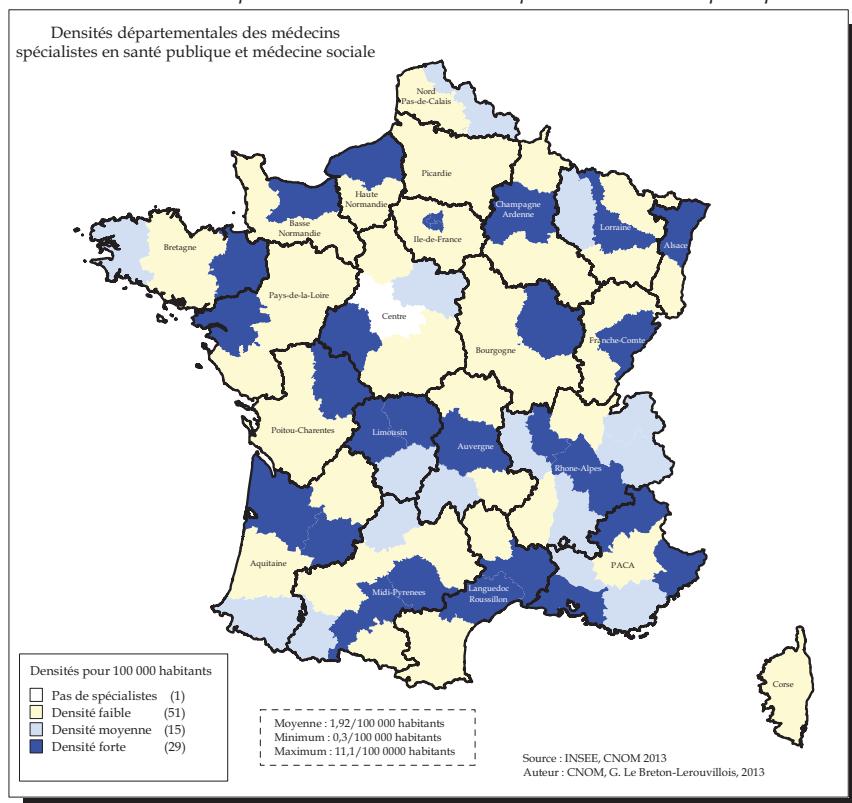 Densités départementales des médecins
spécialistes en santé publique et médecine sociale
Nord
Pas-de-Calais
Picardie
Haute
Normandie
Champagne
Ardenne
Lorraine
Alsace
Basse
Normandie
Ile-de-France
Bretagne
Pays-de-la-Loire
Centre
Bourgogne
Franche-Comte
Poitou-Charentes
Limousin
Auvergne
Rhone-Alpes
Aquitaine
PACA
Midi-Pyrenees
Languedoc
Roussillon
Corse
Densités pour 100 000 habitants
Pas de spécialistes (1)
Densité faible (51)
Densité moyenne (15)
Densité forte (29)
Moyenne : 1,92/100 000 habitants
Minimum : 0,3/100 000 habitants
Maximum : 11,1/100 0000 habitants
Source : INSEE, CNOM 2013
Auteur : CNOM, G. Le Breton-Lerouvillois, 2013